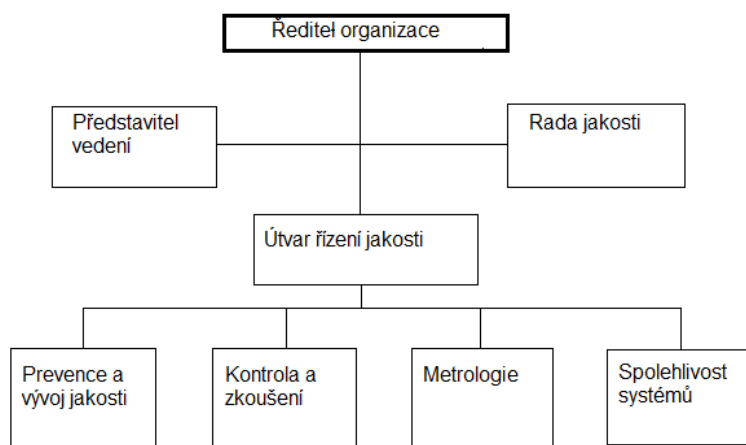 Ředitel organizace
Představitel
vedení
Rada jakosti
Útvar řízení jakosti
Prevence a
vývoj jakosti
Kontrola a
zkoušení
Metrologie
Spolehlivost
systémů